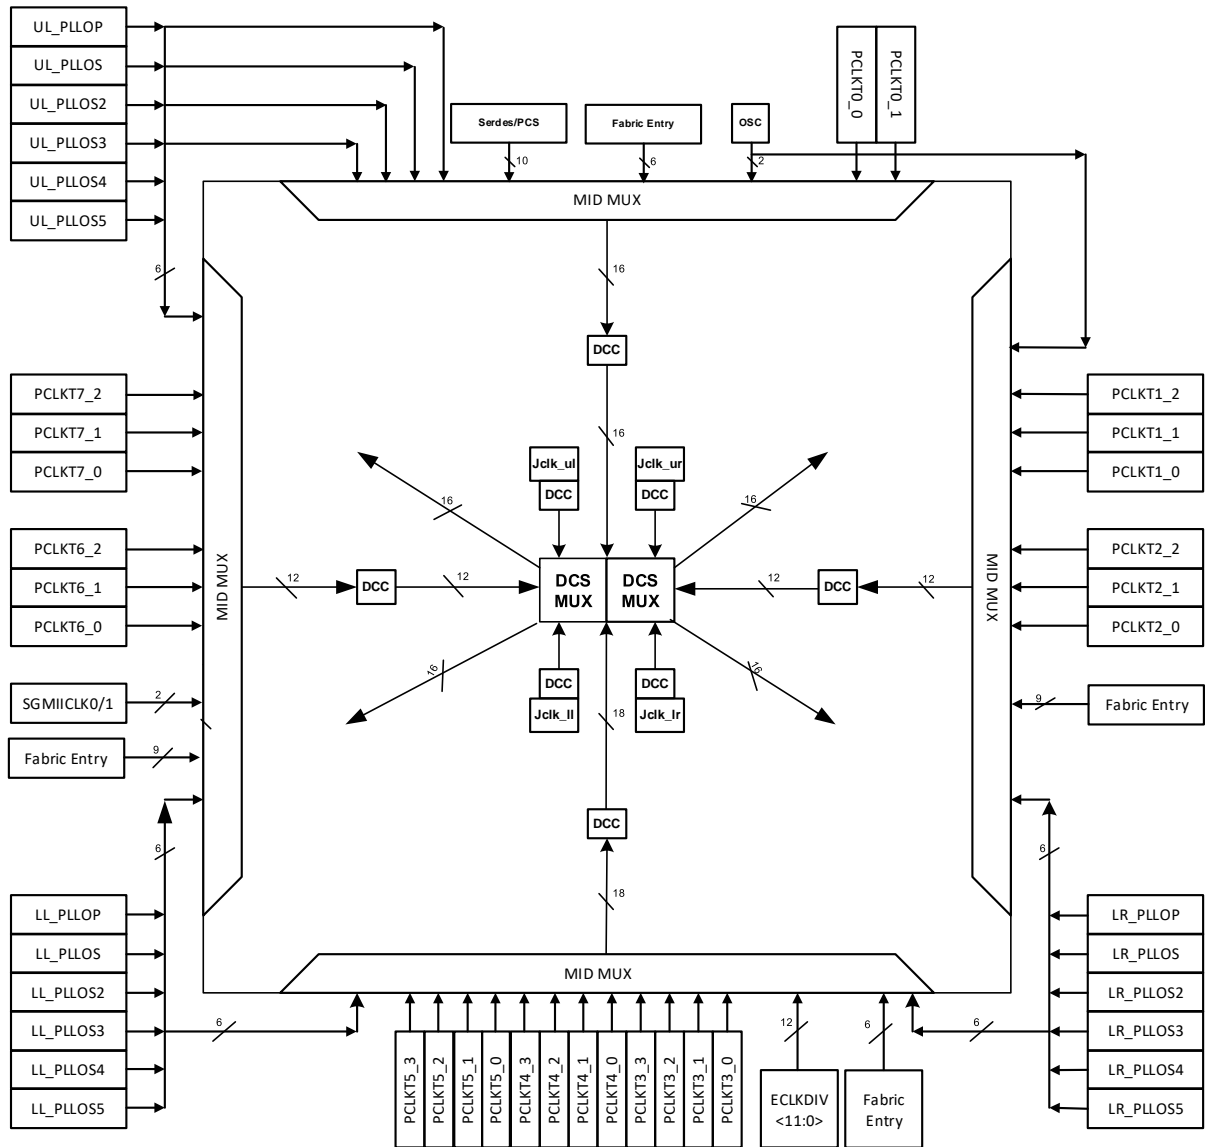 UL_PLLOP
UL_PLLOS
UL_PLLOS2
UL_PLLOS3
UL_PLLOS4
UL_PLLOS5
6
Serdes/PCS
10
Fabric Entry
6
OSC
2
PCLKT0_0
PCLKT0_1
MID MUX
16
DCC
16
PCLKT7_2
PCLKT7_1
PCLKT7_0
PCLKT6_2
PCLKT6_1
PCLKT6_0
SGMIICLK0/1
2
Fabric Entry
9
MID MUX
12
DCC
12
16
16
Jclk_ul
DCC
Jclk_ur
DCC
DCS
MUX
DCS
MUX
DCC
Jclk_ll
DCC
Jclk_lr
16
16
12
DCC
12
MID MUX
PCLKT1_2
PCLKT1_1
PCLKT1_0
PCLKT2_2
PCLKT2_1
PCLKT2_0
Fabric Entry
9
18
DCC
18
MID MUX
LL_PLLOP
LL_PLLOS
LL_PLLOS2
LL_PLLOS3
LL_PLLOS4
LL_PLLOS5
6
6
PCLKT5_3
PCLKT5_2
PCLKT5_1
PCLKT5_0
PCLKT4_3
PCLKT4_2
PCLKT4_1
PCLKT4_0
PCLKT3_3
PCLKT3_2
PCLKT3_1
PCLKT3_0
12
ECLKDIV
<11:0>
6
Fabric
Entry
6
6
LR_PLLOP
LR_PLLOS
LR_PLLOS2
LR_PLLOS3
LR_PLLOS4
LR_PLLOS5